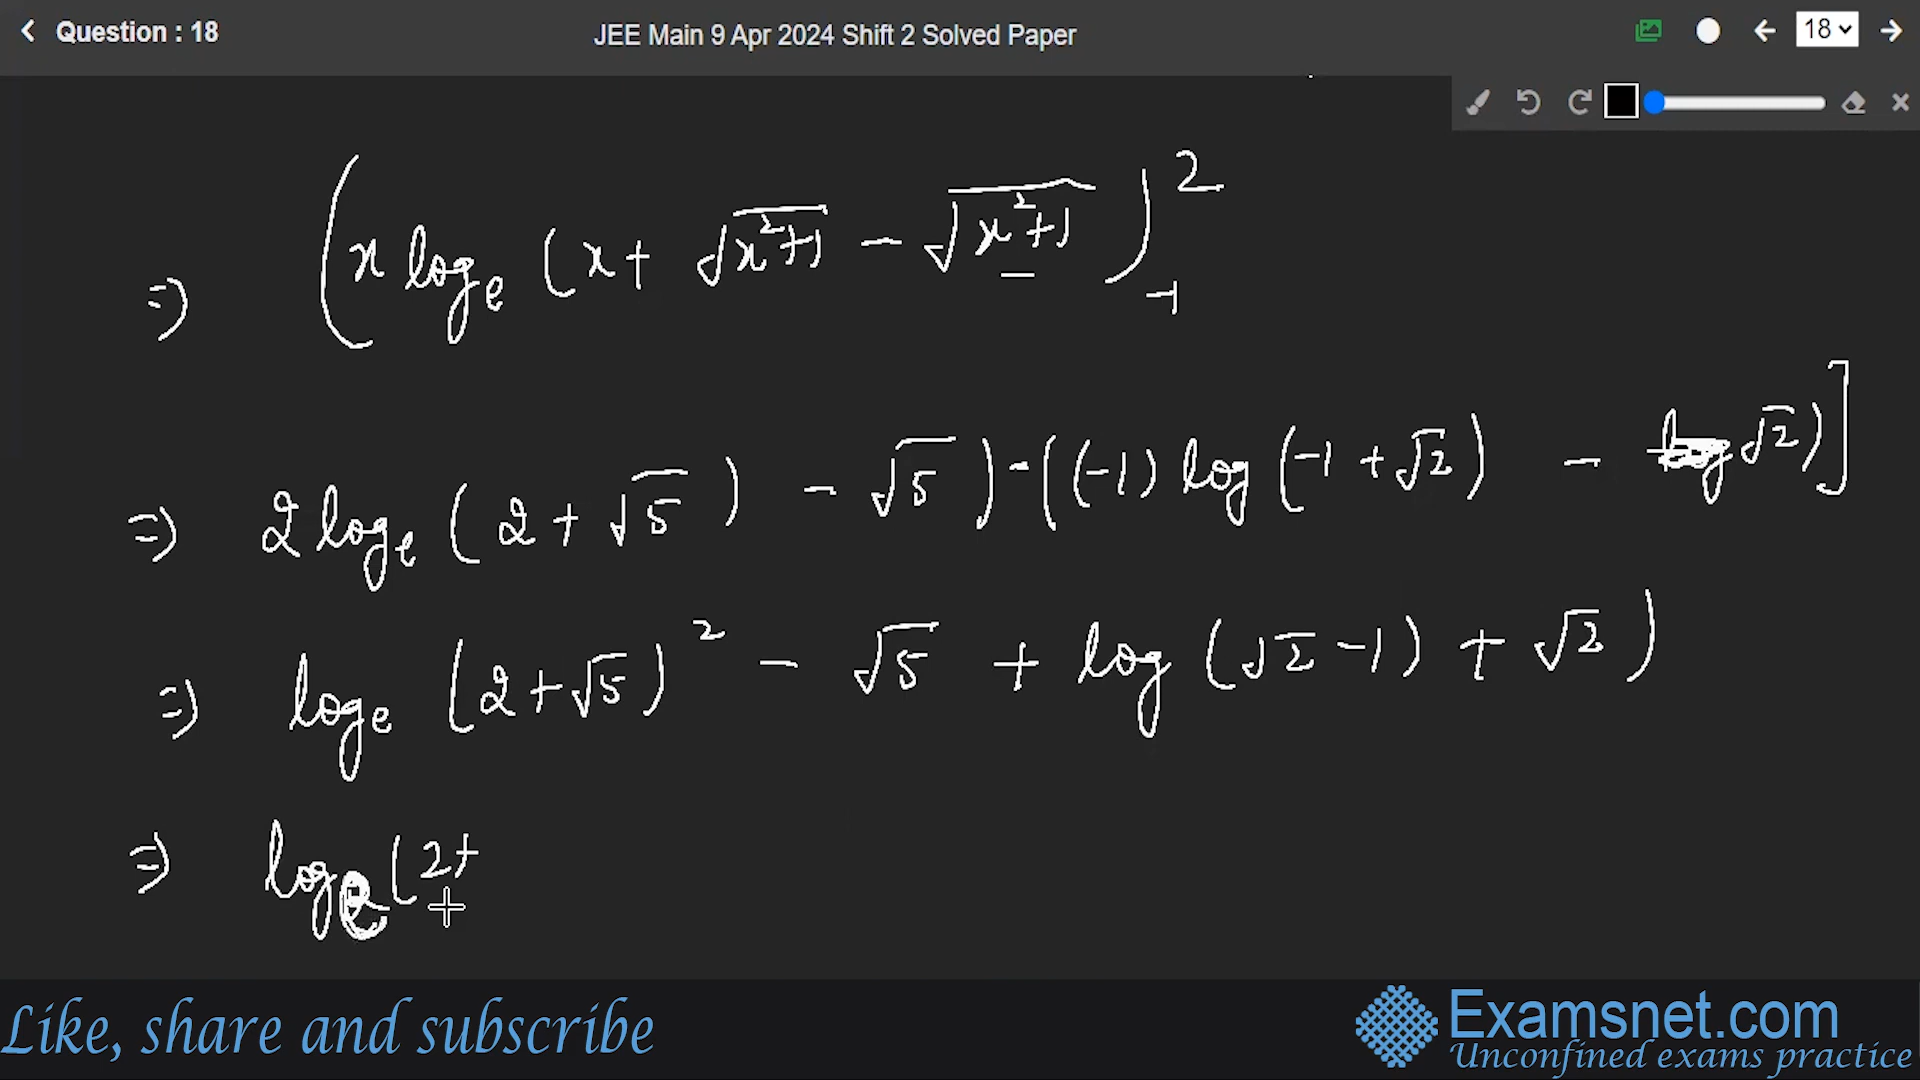 Question : 18
JEE Main 9 Apr 2024 Shift 2 Solved Paper
18
⇒ (x logₑ (x + √x²+1 − √x²+1)²₋₁
⇒ 2 logₑ (2 + √5) − √5) - ((-1) log (-1 + √2) − √2)]
⇒ logₑ (2+√5)² − √5 + log (√2 -1) + √2)
⇒ logₑ (2+
Like, share and subscribe
Examsnet.com
Unconfined exams practice